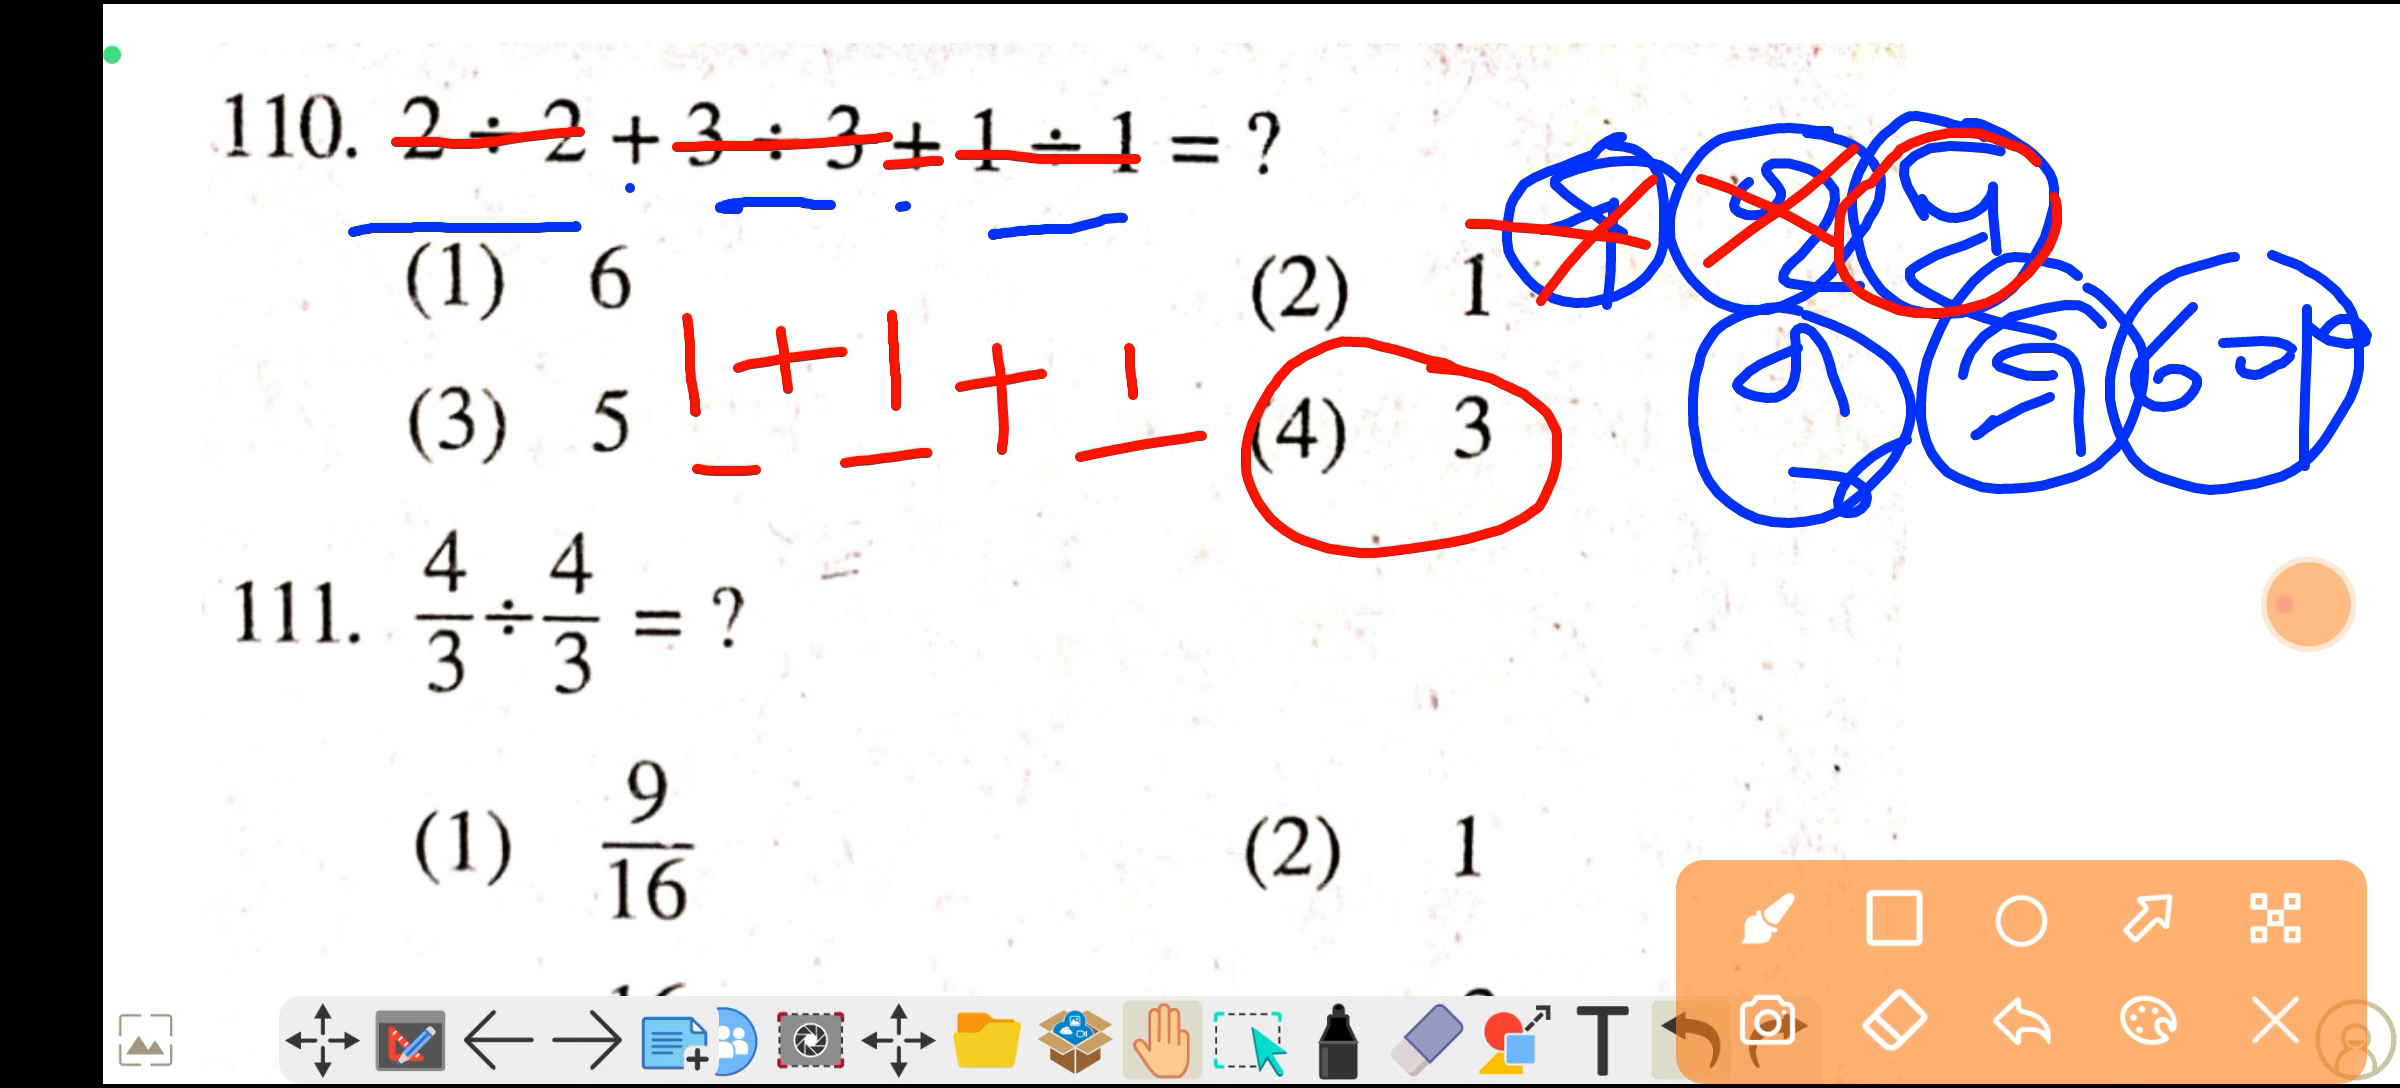 110. 2 ÷ 2 + 3 ÷ 3 + 1 ÷ 1 = ?
(1) 6 (2) 1
1 + 1 + 1
(3) 5 (4) 3
111. 4/3 ÷ 4/3 = ?
(1) 9/16 (2) 1
T